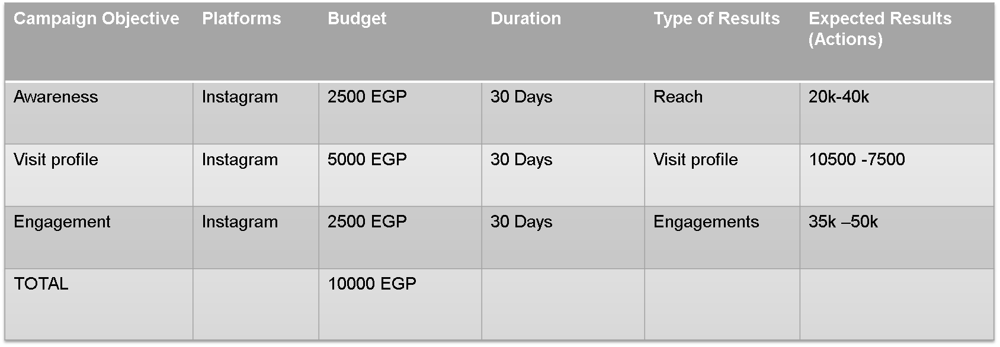 Campaign Objective Platforms Budget Duration Type of Results Expected Results
(Actions)
Awareness Instagram 2500 EGP 30 Days Reach 20k-40k
Visit profile Instagram 5000 EGP 30 Days Visit profile 10500 -7500
Engagement Instagram 2500 EGP 30 Days Engagements 35k –50k
TOTAL 10000 EGP